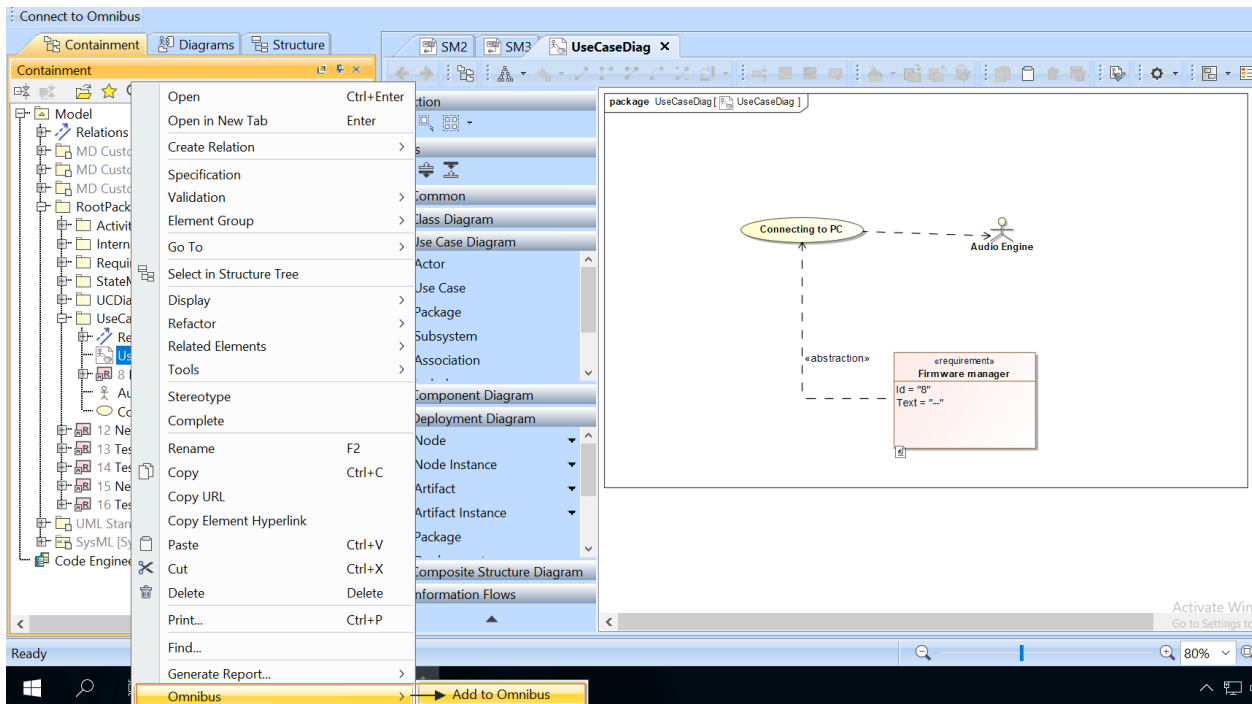 Connect to Omnibus
Containment
Diagrams
Structure
SM2
SM3
UseCaseDiag
Containment
Model
Relations
MD Custo
MD Custo
MD Custo
RootPack
Activit
Intern
Requi
StateM
UCDia
UseCa
Re
Us
8
Au
Co
12 Ne
13 Tes
14 Tes
15 Ne
16 Tes
UML Stan
SysML [Sy
Code Enginee
Open Ctrl+Enter
Open in New Tab Enter
Create Relation
Specification
Validation
Element Group
Go To
Select in Structure Tree
Display
Refactor
Related Elements
Tools
Stereotype
Complete
Rename F2
Copy Ctrl+C
Copy URL
Copy Element Hyperlink
Paste Ctrl+V
Cut Ctrl+X
Delete Delete
Print... Ctrl+P
Find...
Generate Report...
Omnibus
Add to Omnibus
ction
s
Common
Class Diagram
Use Case Diagram
Actor
Use Case
Package
Subsystem
Association
Component Diagram
Deployment Diagram
Node
Node Instance
Artifact
Artifact Instance
Package
Composite Structure Diagram
Information Flows
package UseCaseDiag [ UseCaseDiag ]
Connecting to PC
Audio Engine
«abstraction»
«requirement»
Firmware manager
Id = "8"
Text = "--"
Activate Win
Go to Settings to
Ready
80%